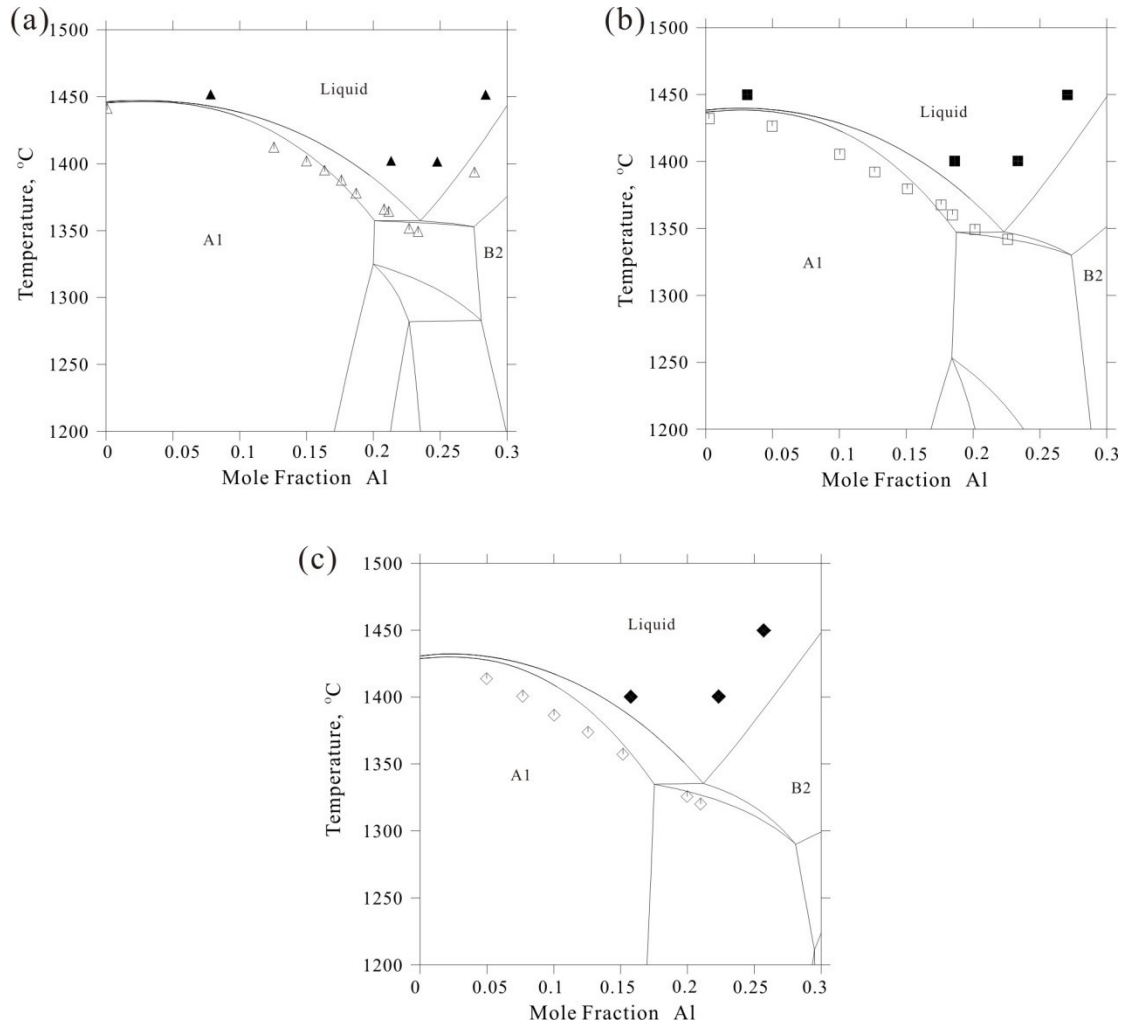 (a)
1500
1450
1400
1350
1300
1250
1200
Temperature, °C
Liquid
A1
B2
0 0.05 0.1 0.15 0.2 0.25 0.3
Mole Fraction Al
(b)
1500
1450
1400
1350
1300
1250
1200
Temperature, °C
Liquid
A1
B2
0 0.05 0.1 0.15 0.2 0.25 0.3
Mole Fraction Al
(c)
1500
1450
1400
1350
1300
1250
1200
Temperature, °C
Liquid
A1
B2
0 0.05 0.1 0.15 0.2 0.25 0.3
Mole Fraction Al